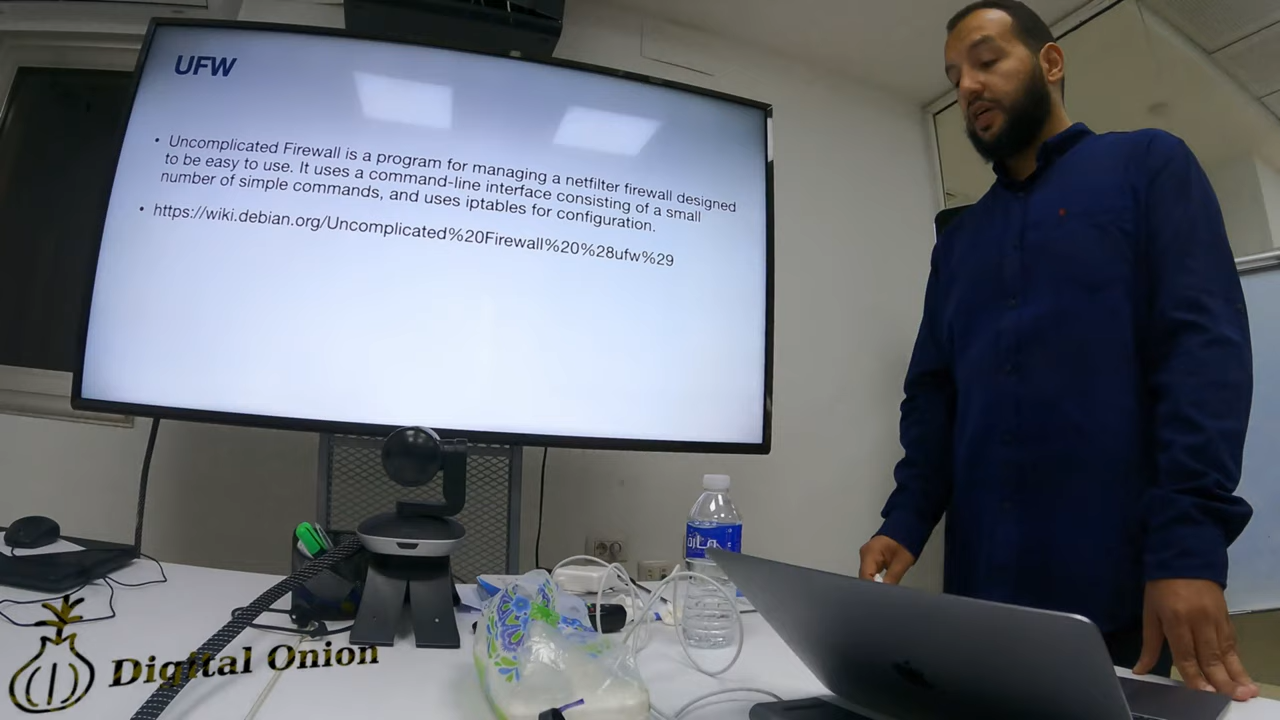 UFW
• Uncomplicated Firewall is a program for managing a netfilter firewall designed
to be easy to use. It uses a command-line interface consisting of a small
number of simple commands, and uses iptables for configuration.
• https://wiki.debian.org/Uncomplicated%20Firewall%20%28ufw%29
Digital Onion